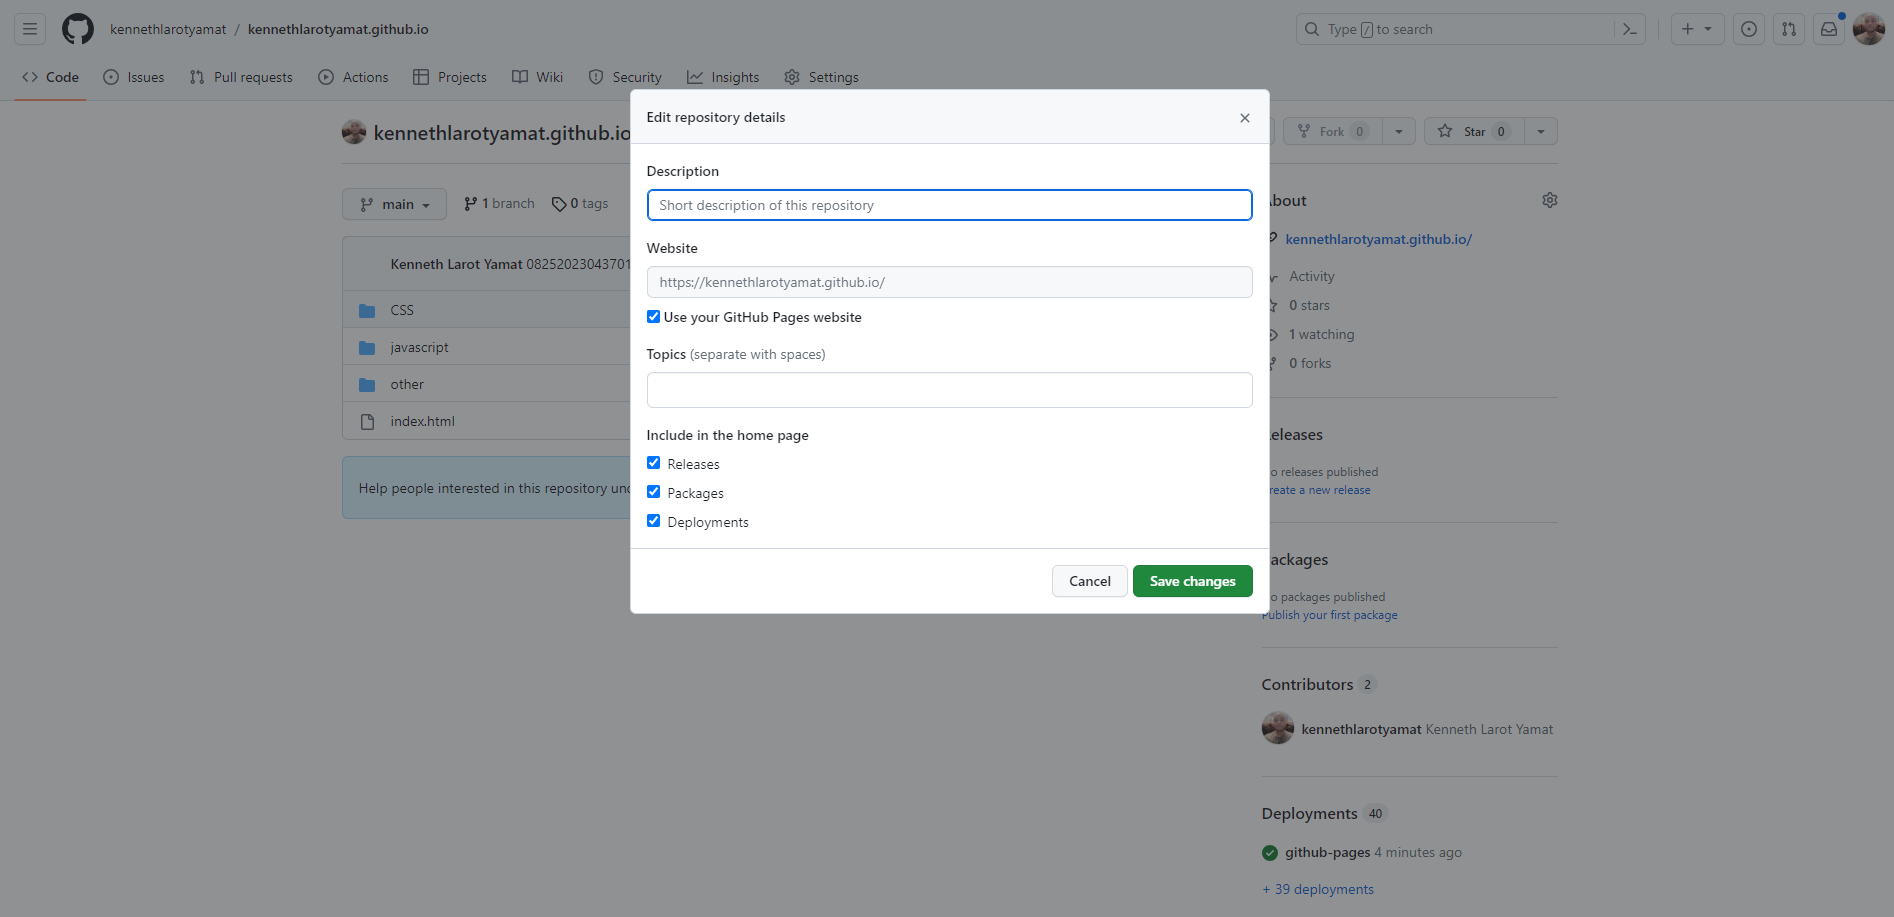 kennethlarotyamat / kennethlarotyamat.github.io
Type / to search
Code Issues Pull requests Actions Projects Wiki Security Insights Settings
kennethlarotyamat.github.io
Fork 0
Star 0
main
1 branch
0 tags
Kenneth Larot Yamat 08252023043701
CSS
javascript
other
index.html
Help people interested in this repository
Edit repository details
Description
Short description of this repository
Website
https://kennethlarotyamat.github.io/
Use your GitHub Pages website
Topics (separate with spaces)
Include in the home page
Releases
Packages
Deployments
Cancel
Save changes
bout
kennethlarotyamat.github.io/
Activity
0 stars
1 watching
0 forks
eleases
o releases published
reate a new release
ackages
o packages published
Publish your first package
Contributors 2
kennethlarotyamat Kenneth Larot Yamat
Deployments 40
github-pages 4 minutes ago
+ 39 deployments